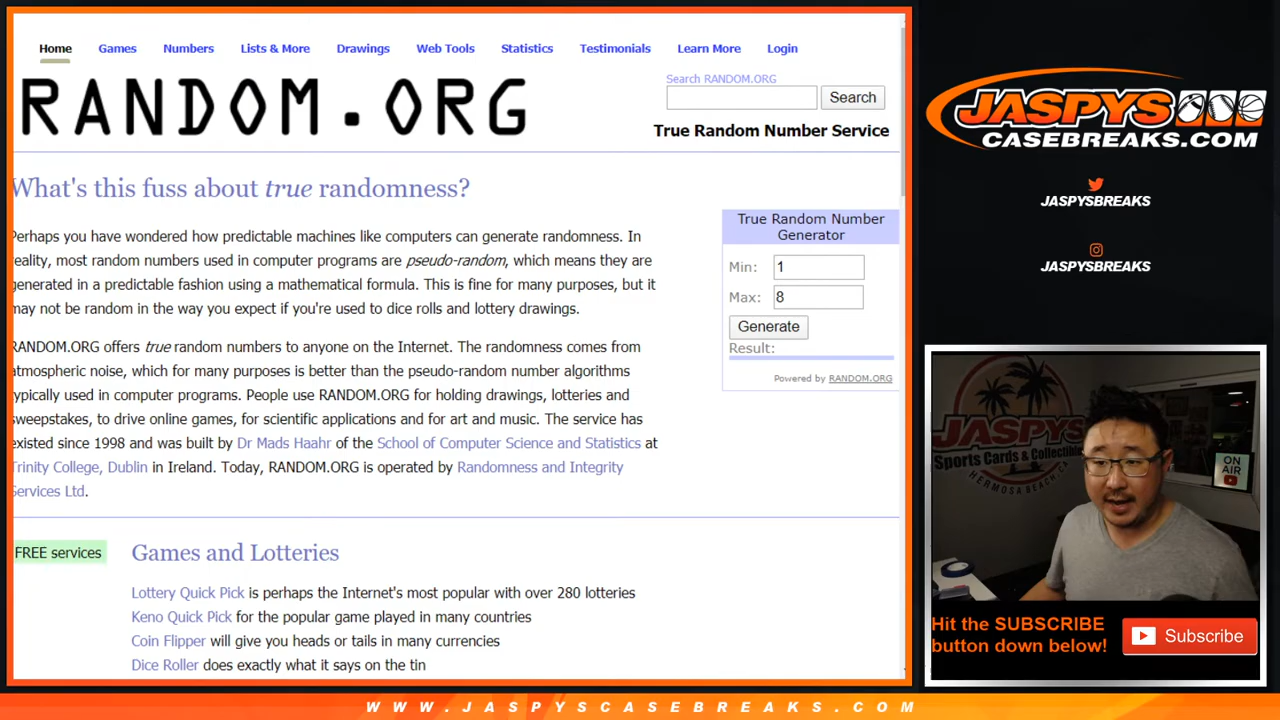 Home Games Numbers Lists & More Drawings Web Tools Statistics Testimonials Learn More Login
RANDOM.ORG
Search RANDOM.ORG
Search
True Random Number Service
What's this fuss about true randomness?
Perhaps you have wondered how predictable machines like computers can generate randomness. In
reality, most random numbers used in computer programs are pseudo-random, which means they are
generated in a predictable fashion using a mathematical formula. This is fine for many purposes, but it
may not be random in the way you expect if you're used to dice rolls and lottery drawings.
RANDOM.ORG offers true random numbers to anyone on the Internet. The randomness comes from
atmospheric noise, which for many purposes is better than the pseudo-random number algorithms
typically used in computer programs. People use RANDOM.ORG for holding drawings, lotteries and
sweepstakes, to drive online games, for scientific applications and for art and music. The service has
existed since 1998 and was built by Dr Mads Haahr of the School of Computer Science and Statistics at
Trinity College, Dublin in Ireland. Today, RANDOM.ORG is operated by Randomness and Integrity
Services Ltd.
True Random Number
Generator
Min: 1
Max: 8
Generate
Result:
Powered by RANDOM.ORG
FREE services
Games and Lotteries
Lottery Quick Pick is perhaps the Internet's most popular with over 280 lotteries
Keno Quick Pick for the popular game played in many countries
Coin Flipper will give you heads or tails in many currencies
Dice Roller does exactly what it says on the tin
JASPYS
CASEBREAKS.COM
JASPYSBREAKS
JASPYSBREAKS
JASPYS
Sports Cards & Collectibles
HERMOSA BEACH, CA
ON
AIR
Hit the SUBSCRIBE
button down below!
Subscribe
WWW.JASPYSCASEBREAKS.COM